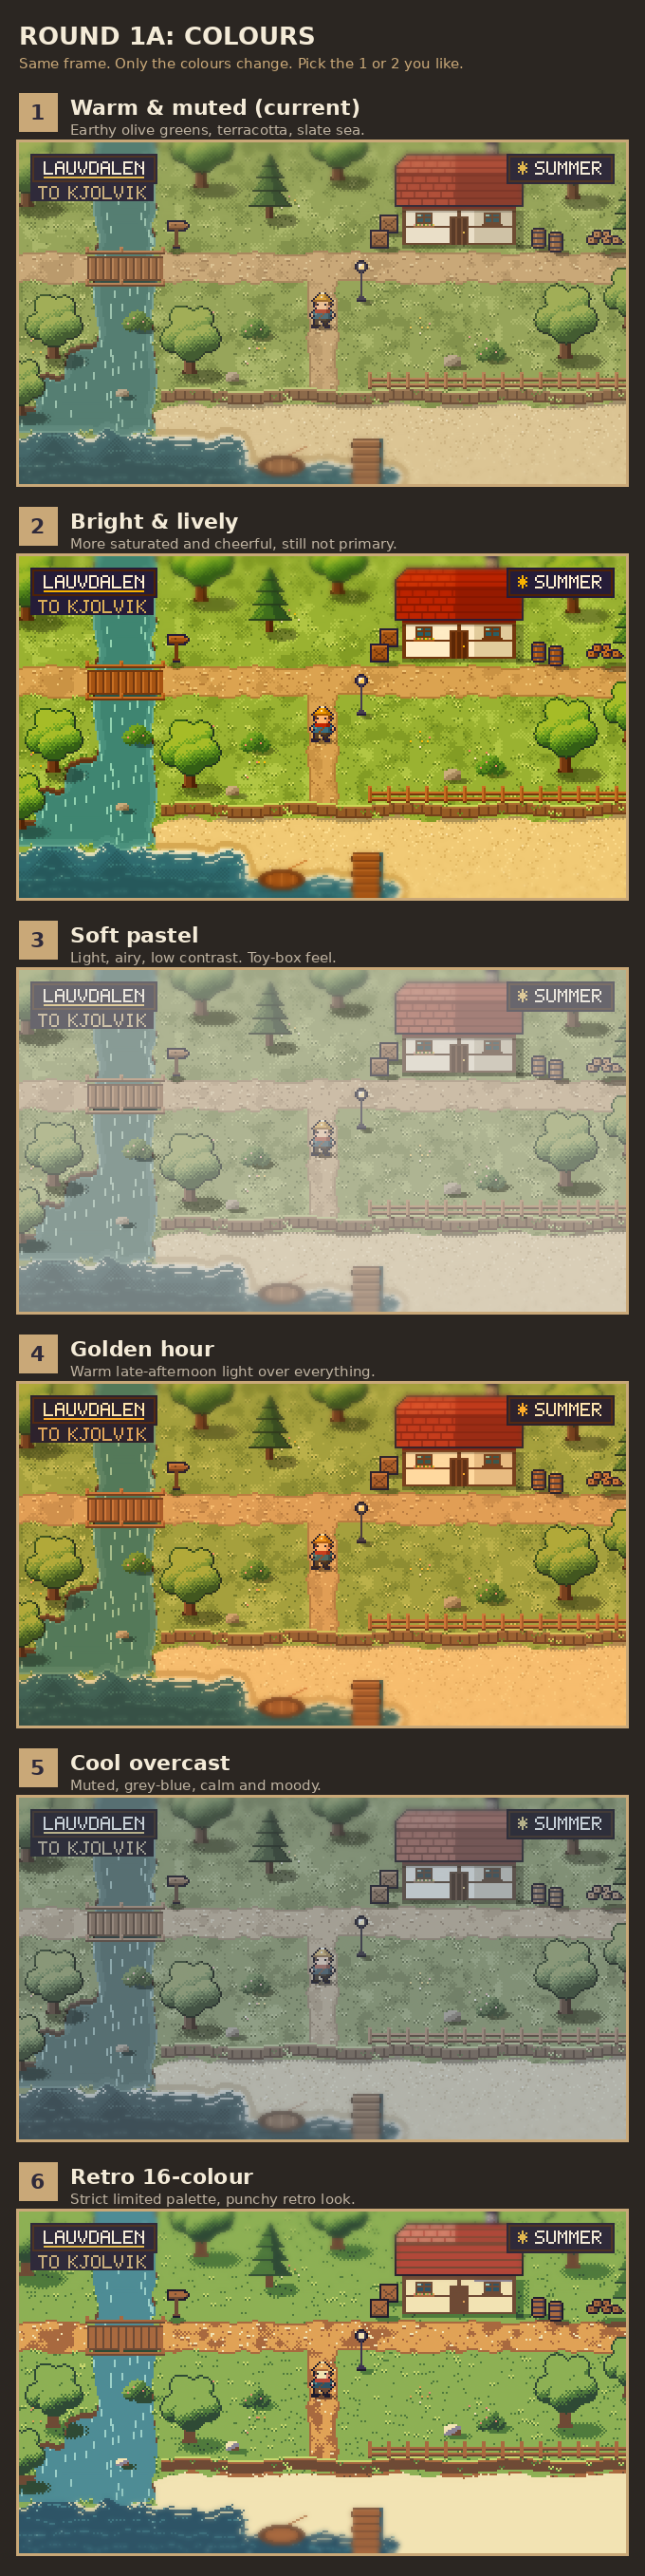 ROUND 1A: COLOURS
Same frame. Only the colours change. Pick the 1 or 2 you like.
1
Warm & muted (current)
Earthy olive greens, terracotta, slate sea.
LAUVDALEN
TO KJOLVIK
SUMMER
2
Bright & lively
More saturated and cheerful, still not primary.
LAUVDALEN
TO KJOLVIK
SUMMER
3
Soft pastel
Light, airy, low contrast. Toy-box feel.
LAUVDALEN
TO KJOLVIK
SUMMER
4
Golden hour
Warm late-afternoon light over everything.
LAUVDALEN
TO KJOLVIK
SUMMER
5
Cool overcast
Muted, grey-blue, calm and moody.
LAUVDALEN
TO KJOLVIK
SUMMER
6
Retro 16-colour
Strict limited palette, punchy retro look.
LAUVDALEN
TO KJOLVIK
SUMMER